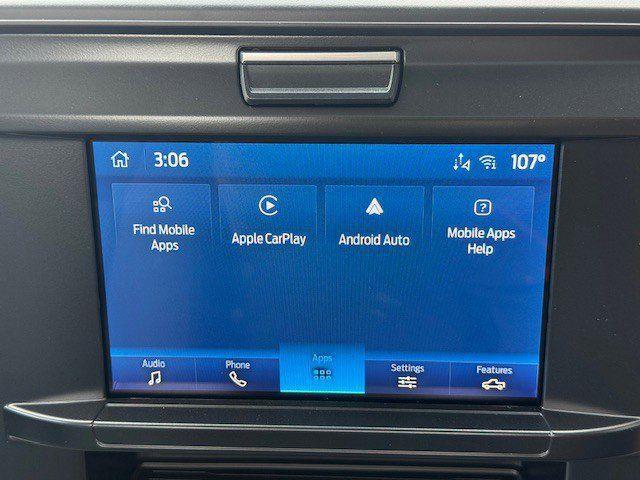 3:06
107°
Find Mobile
Apps
Apple CarPlay
Android Auto
Mobile Apps
Help
Audio
Phone
Apps
Settings
Features